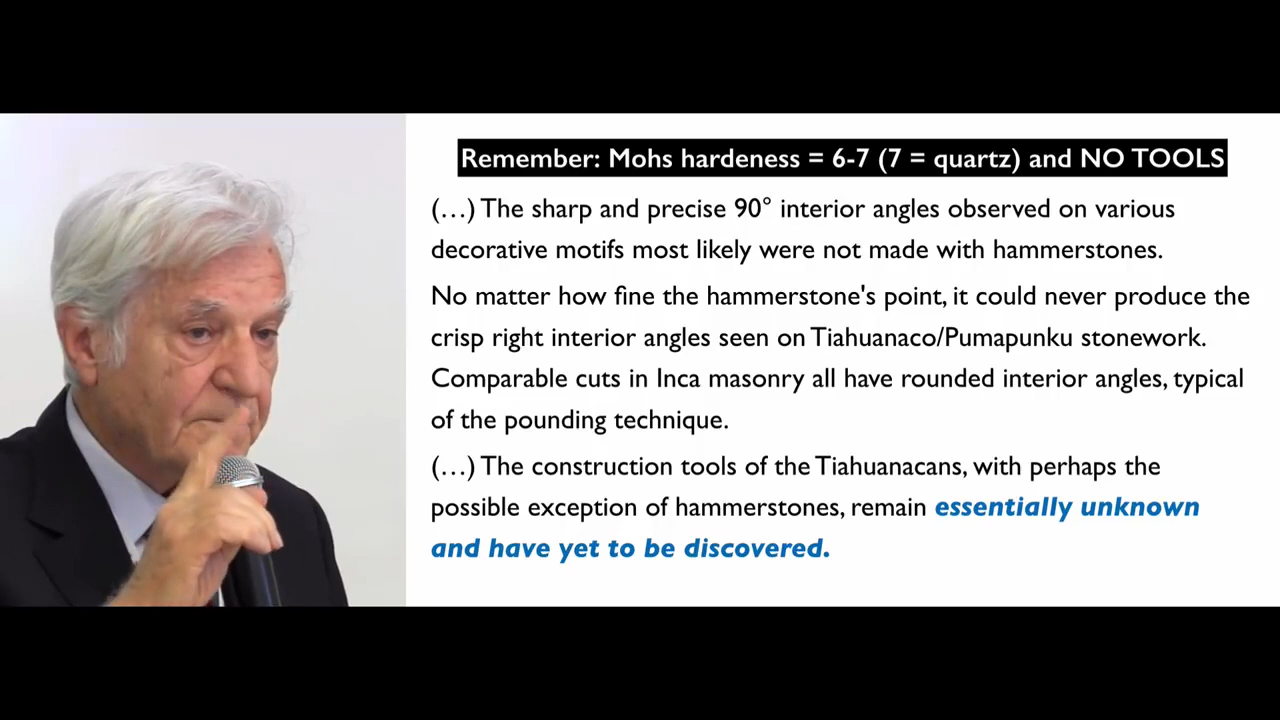 Remember: Mohs hardeness = 6-7 (7 = quartz) and NO TOOLS
(…) The sharp and precise 90° interior angles observed on various
decorative motifs most likely were not made with hammerstones.
No matter how fine the hammerstone's point, it could never produce the
crisp right interior angles seen on Tiahuanaco/Pumapunku stonework.
Comparable cuts in Inca masonry all have rounded interior angles, typical
of the pounding technique.
(…) The construction tools of the Tiahuanacans, with perhaps the
possible exception of hammerstones, remain essentially unknown
and have yet to be discovered.